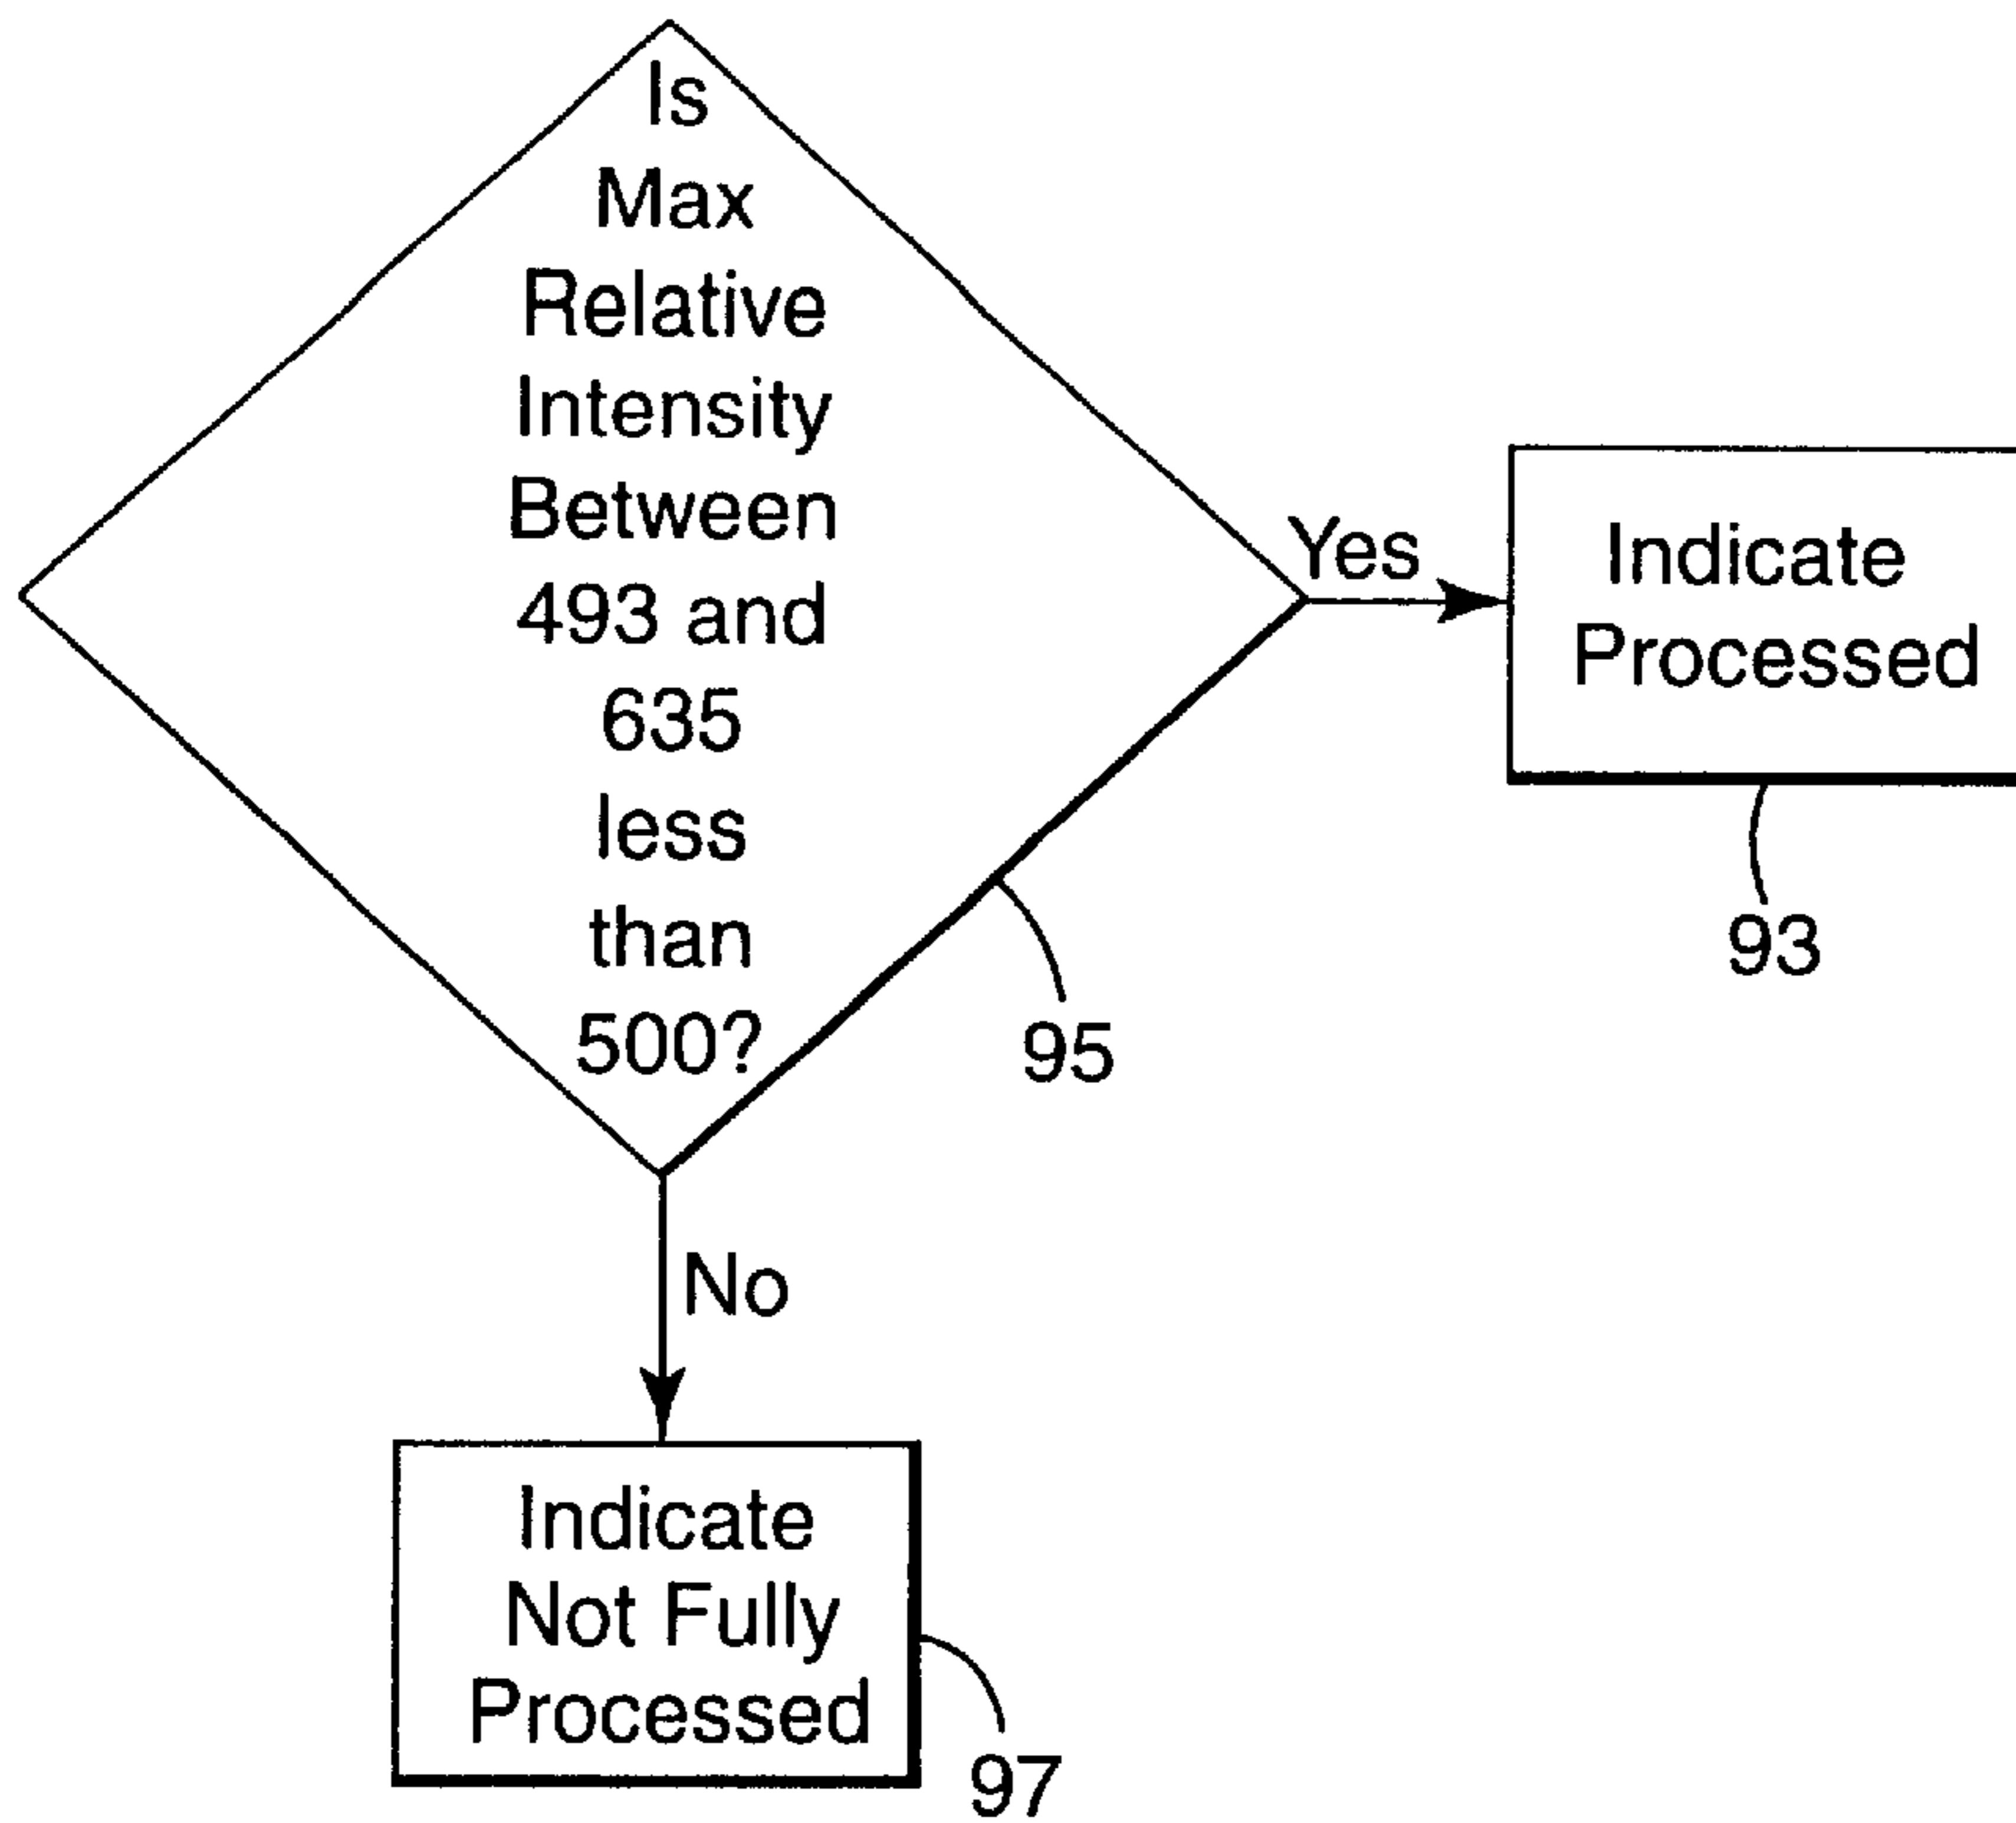 Is
Max
Relative
Intensity
Between
493 and
635
less
than
500?
95
Yes
Indicate
Processed
93
No
Indicate
Not Fully
Processed
97